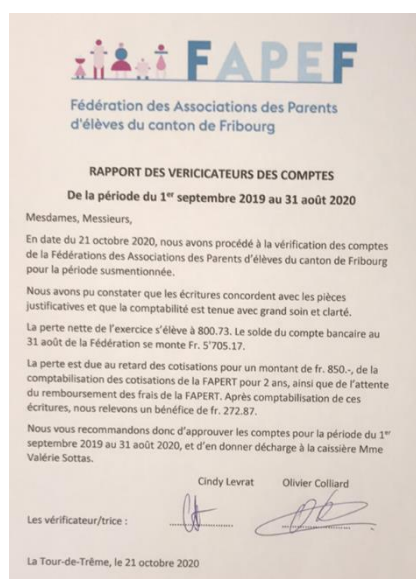 FAPEF
Fédération des Associations des Parents
d'élèves du canton de Fribourg
RAPPORT DES VERICICATEURS DES COMPTES
De la période du 1er septembre 2019 au 31 août 2020
Mesdames, Messieurs,
En date du 21 octobre 2020, nous avons procédé à la vérification des comptes
de la Fédérations des Associations des Parents d'élèves du canton de Fribourg
pour la période susmentionnée.
Nous avons pu constater que les écritures concordent avec les pièces
justificatives et que la comptabilité est tenue avec grand soin et clarté.
La perte nette de l'exercice s'élève à 800.73. Le solde du compte bancaire au
31 août de la Fédération se monte Fr. 5'705.17.
La perte est due au retard des cotisations pour un montant de fr. 850.-, de la
comptabilisation des cotisations de la FAPERT pour 2 ans, ainsi que de l'attente
du remboursement des frais de la FAPERT. Après comptabilisation de ces
écritures, nous relevons un bénéfice de fr. 272.87.
Nous vous recommandons donc d'approuver les comptes pour la période du 1er
septembre 2019 au 31 août 2020, et d'en donner décharge à la caissière Mme
Valérie Sottas.
Cindy Levrat Olivier Colliard
Les vérificateur/trice :
La Tour-de-Trême, le 21 octobre 2020